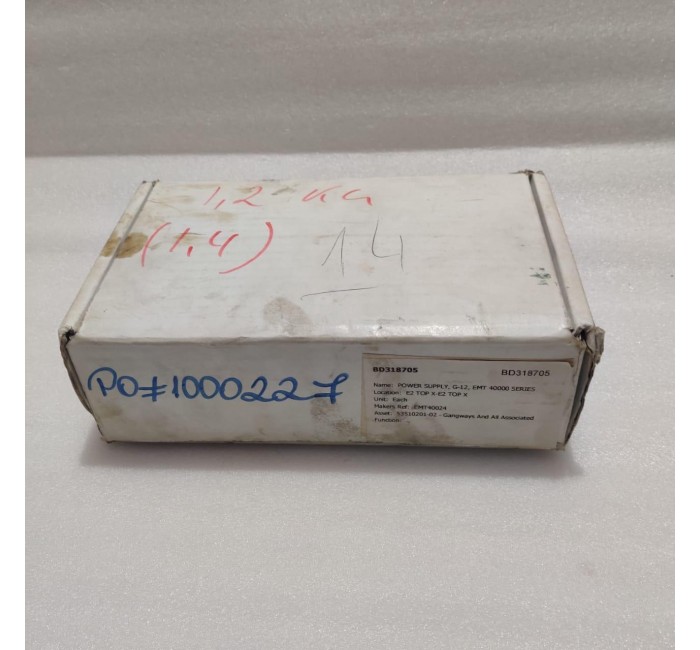 1,2 KG
(1,4)
14
PO#1000227
BD318705 BD318705
Name: POWER SUPPLY, G-12, EMT 40000 SERIES
Location: E2 TOP X-E2 TOP X
Unit: Each
Makers Ref: EMT40024
Asset: 53510201-02 - Gangways And All Associated
Function: